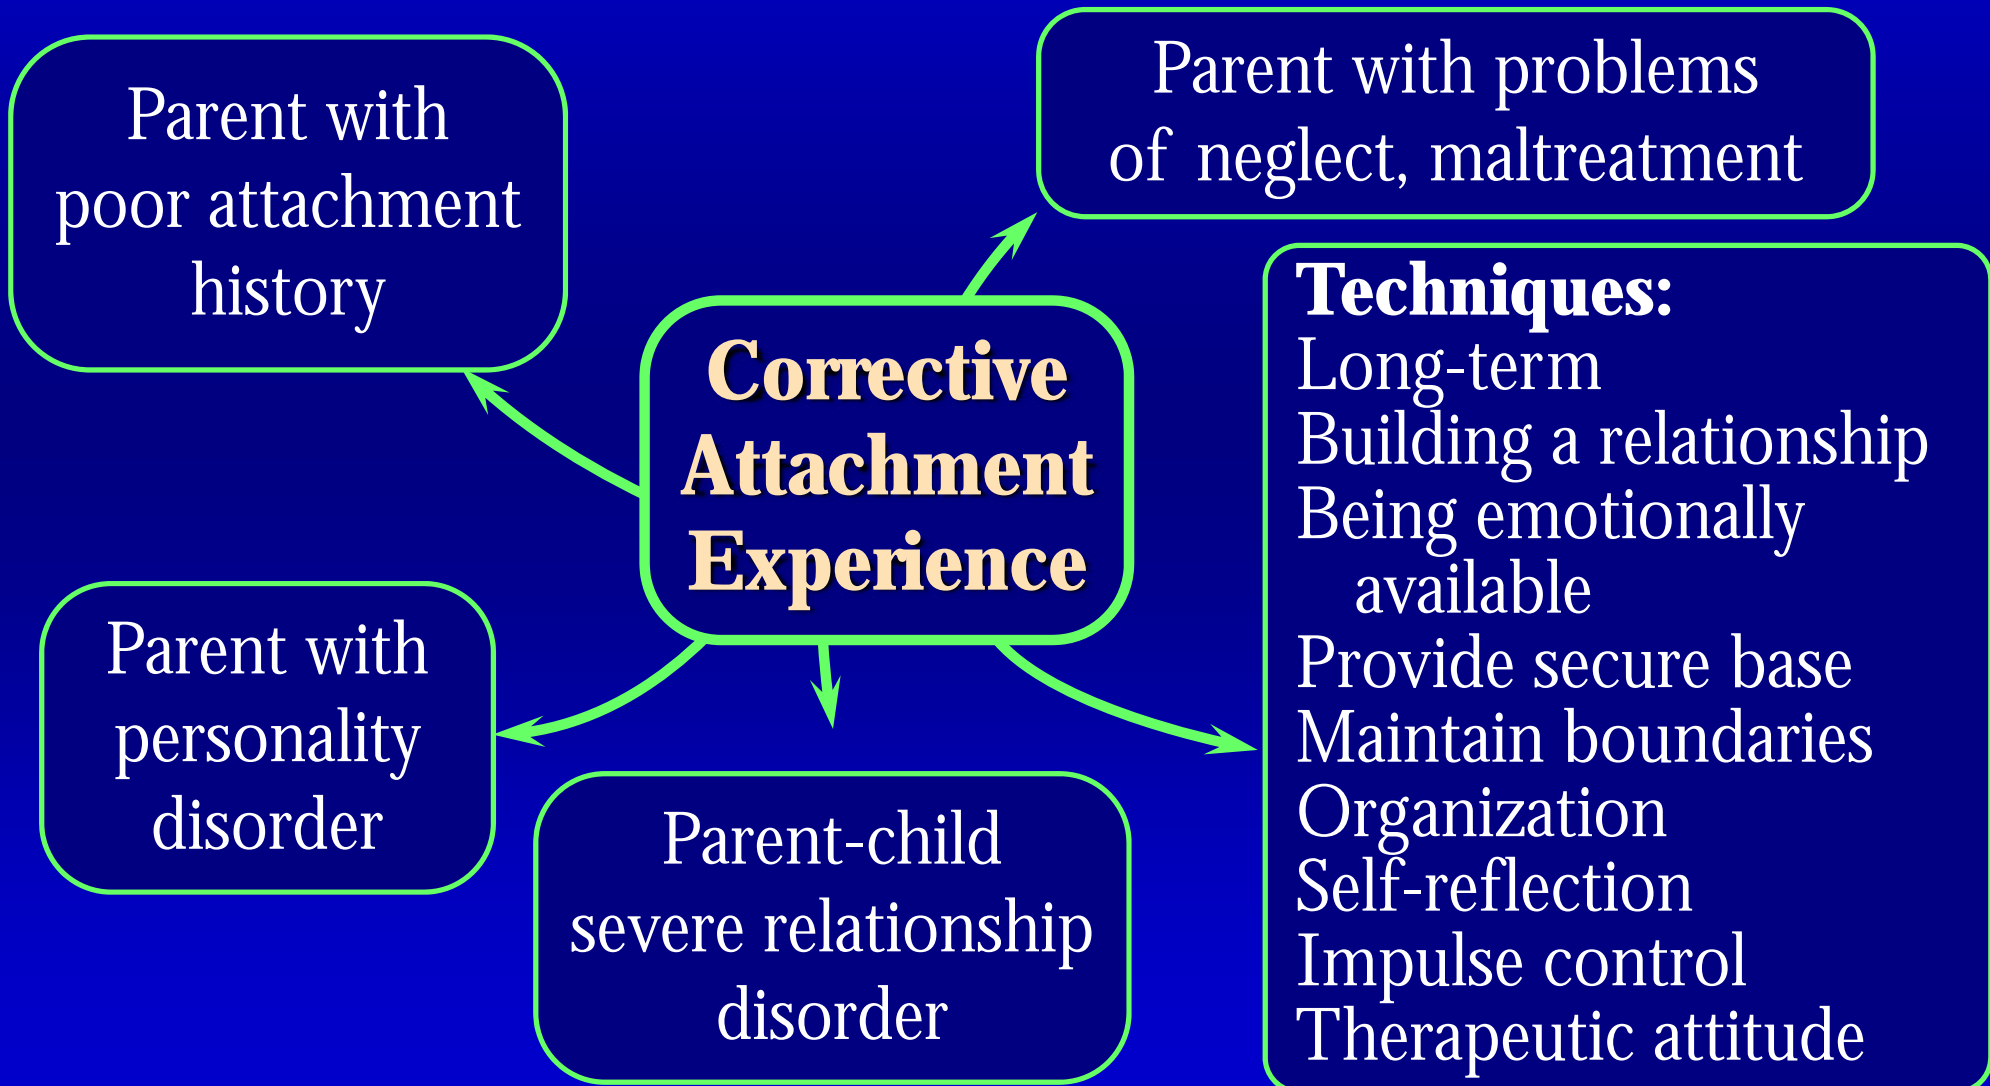 Parent with
poor attachment
history
Parent with problems
of neglect, maltreatment
Corrective
Attachment
Experience
Parent with
personality
disorder
Parent-child
severe relationship
disorder
Techniques:
Long-term
Building a relationship
Being emotionally
available
Provide secure base
Maintain boundaries
Organization
Self-reflection
Impulse control
Therapeutic attitude